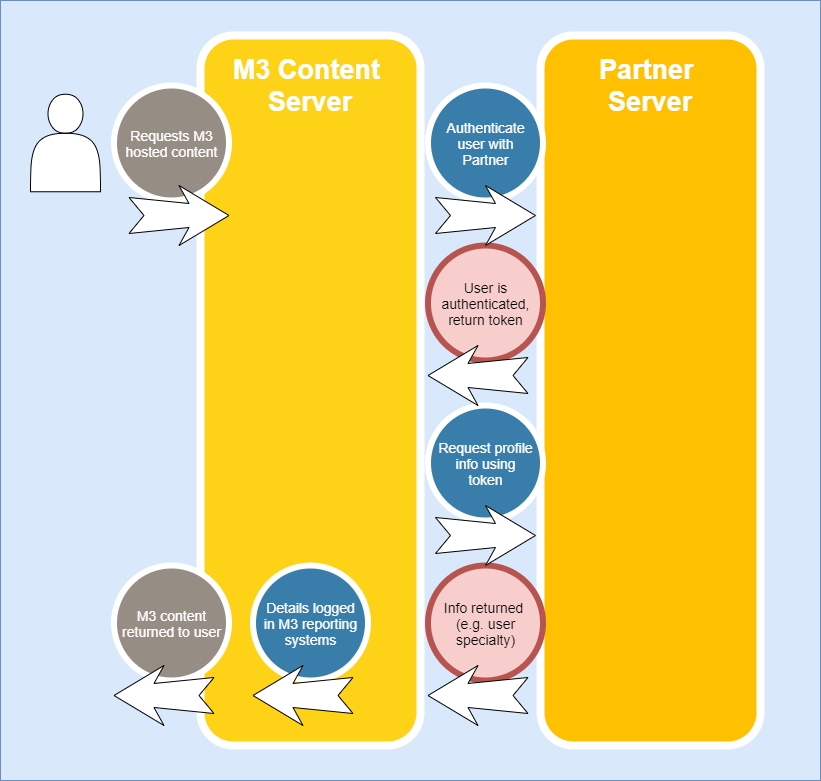 M3 Content
Server
Partner
Server
Requests M3
hosted content
Authenticate
user with
Partner
User is
authenticated,
return token
Request profile
info using
token
M3 content
returned to user
Details logged
in M3 reporting
systems
Info returned
(e.g. user
specialty)